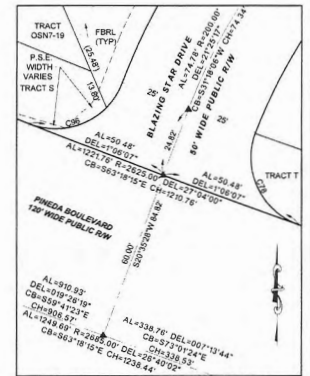 TRACT
OSN7-19
FBRL
(TYP)
(25.48')
P.S.E.
WIDTH
VARIES
TRACT S
13.89'
C96
BLAZING STAR DRIVE
50' WIDE PUBLIC R/W
25'
25'
AL=74.78' R=200.00'
DEL=21°25'17"
CB=S31°18'06"W CH=74.34'
24.82'
AL=50.48'
DEL=1°06'07"
AL=1221.76' R=2625.00' DEL=27°04'00"
CB=S63°18'15"E CH=1210.76'
AL=50.48'
DEL=1°06'07"
C78
TRACT T
PINEDA BOULEVARD
120' WIDE PUBLIC R/W
60.00'
S20°35'28"W 84.82'
AL=910.93'
DEL=019°26'19"
CB=S59°41'23"E
CH=906.57'
AL=338.76' DEL=007°13'44"
CB=S73°01'24"E
CH=338.53'
AL=1249.69' R=2685.00' DEL=26°40'02"
CB=S63°18'15"E CH=1238.44'